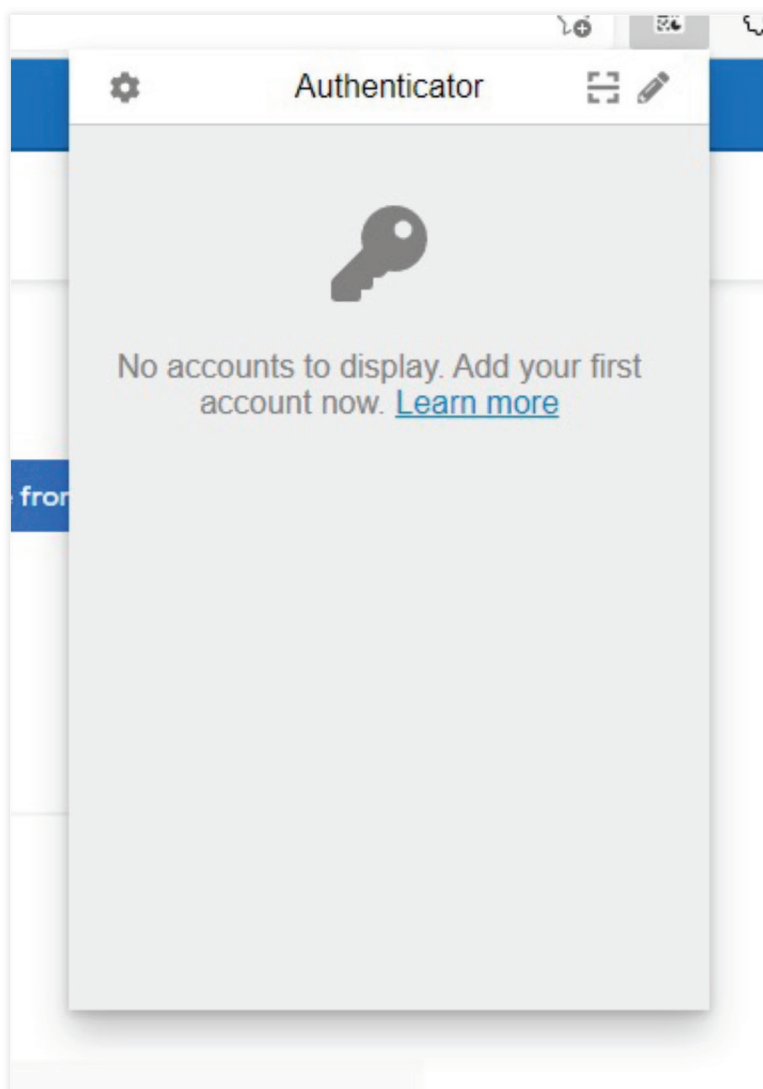 Authenticator
No accounts to display. Add your first
account now. Learn more